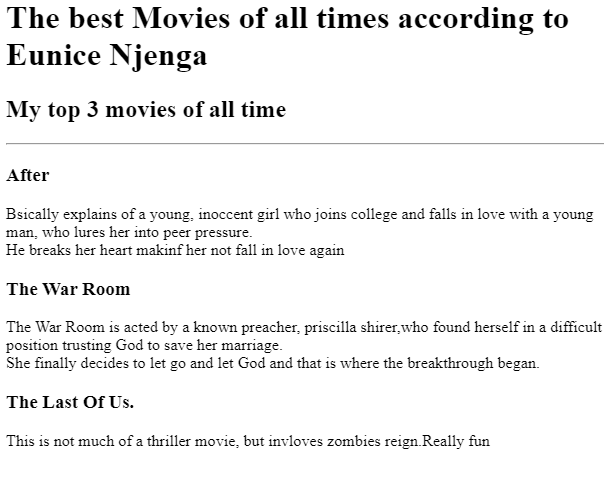 The best Movies of all times according to
Eunice Njenga
My top 3 movies of all time
After
Bsically explains of a young, inoccent girl who joins college and falls in love with a young
man, who lures her into peer pressure.
He breaks her heart makinf her not fall in love again
The War Room
The War Room is acted by a known preacher, priscilla shirer,who found herself in a difficult
position trusting God to save her marriage.
She finally decides to let go and let God and that is where the breakthrough began.
The Last Of Us.
This is not much of a thriller movie, but invloves zombies reign.Really fun